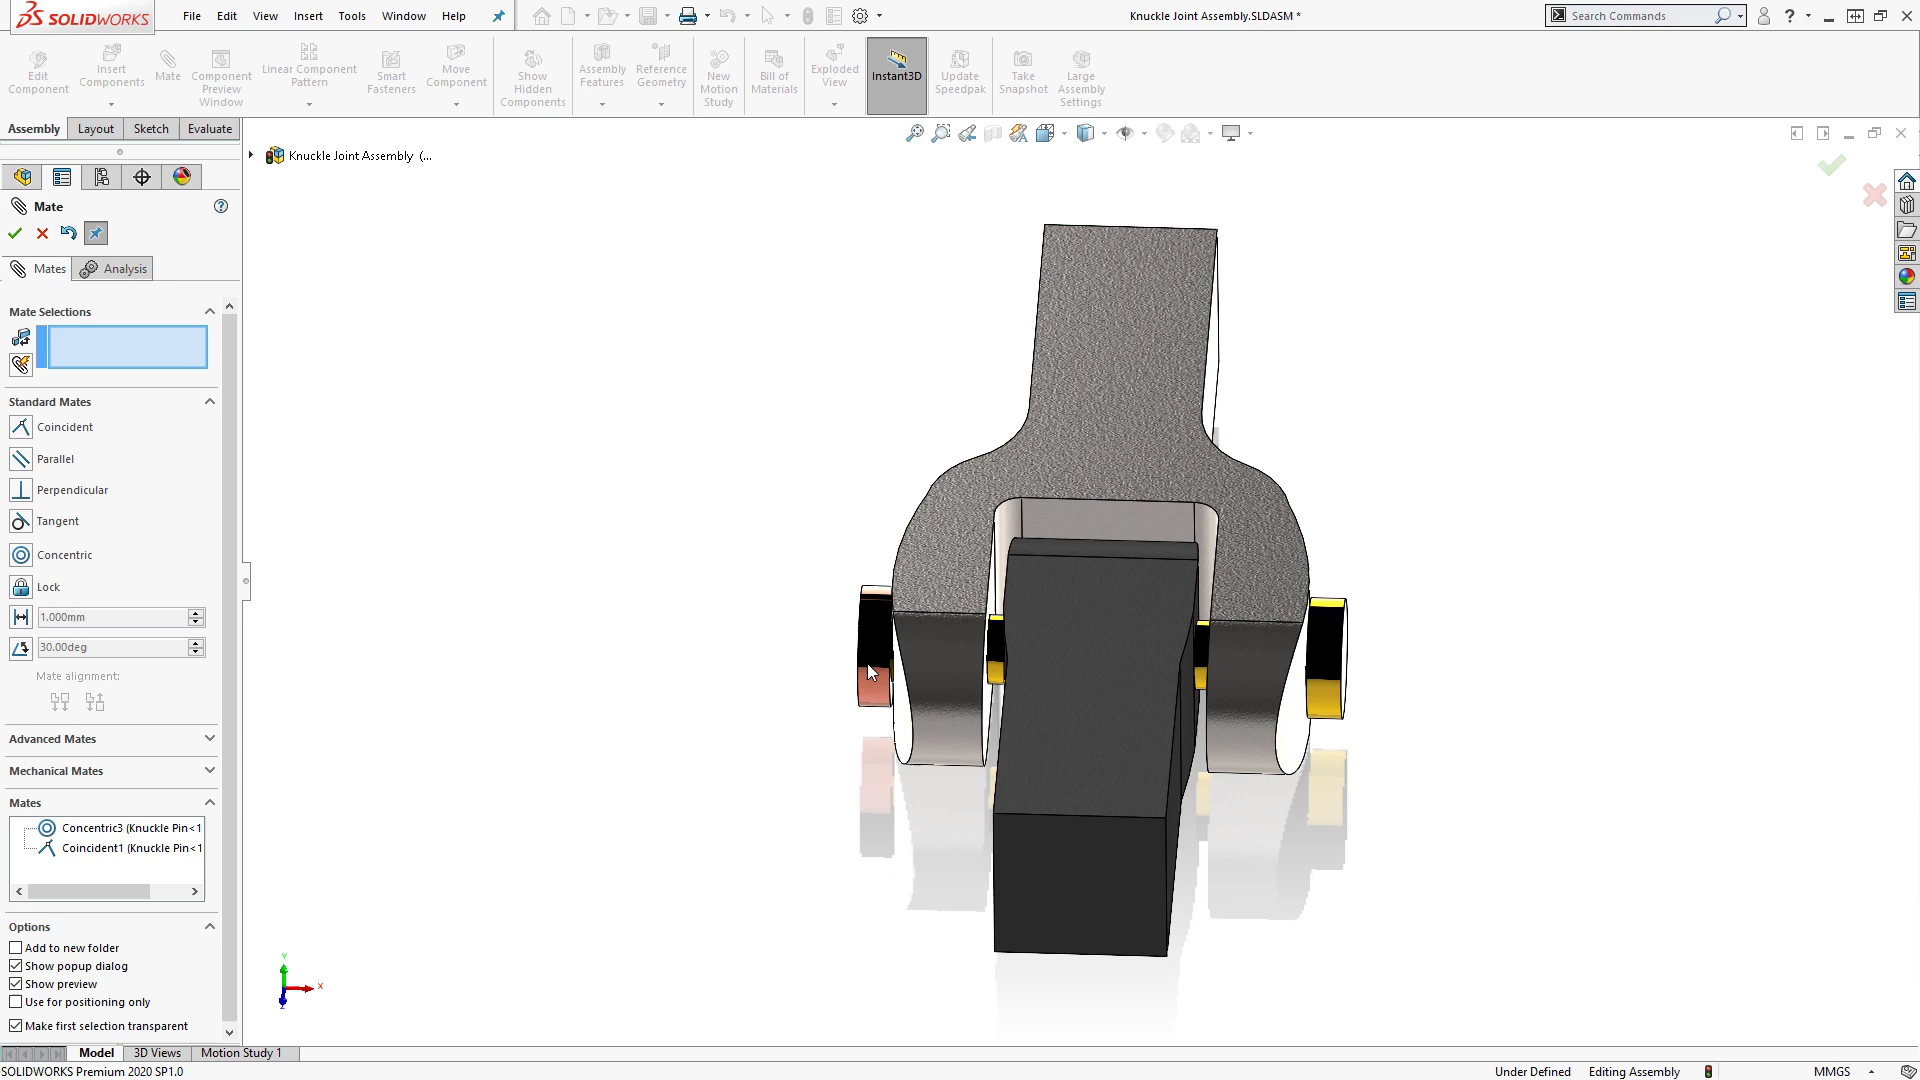 SOLIDWORKS File Edit View Insert Tools Window Help Knuckle Joint Assembly.SLDASM * Search Commands ?
Edit Component
Insert Components
Mate
Component Preview Window
Linear Component Pattern
Smart Fasteners
Move Component
Show Hidden Components
Assembly Features
Reference Geometry
New Motion Study
Bill of Materials
Exploded View
Instant3D
Update Speedpak
Take Snapshot
Large Assembly Settings
Assembly Layout Sketch Evaluate
Knuckle Joint Assembly (...
Mate ?
Mates Analysis
Mate Selections
Standard Mates
Coincident
Parallel
Perpendicular
Tangent
Concentric
Lock
1.000mm
30.00deg
Mate alignment:
Advanced Mates
Mechanical Mates
Mates
Concentric3 (Knuckle Pin<1
Coincident1 (Knuckle Pin<1
Options
Add to new folder
Show popup dialog
Show preview
Use for positioning only
Make first selection transparent
Y
X
Z
Model 3D Views Motion Study 1
SOLIDWORKS Premium 2020 SP1.0 Under Defined Editing Assembly MMGS